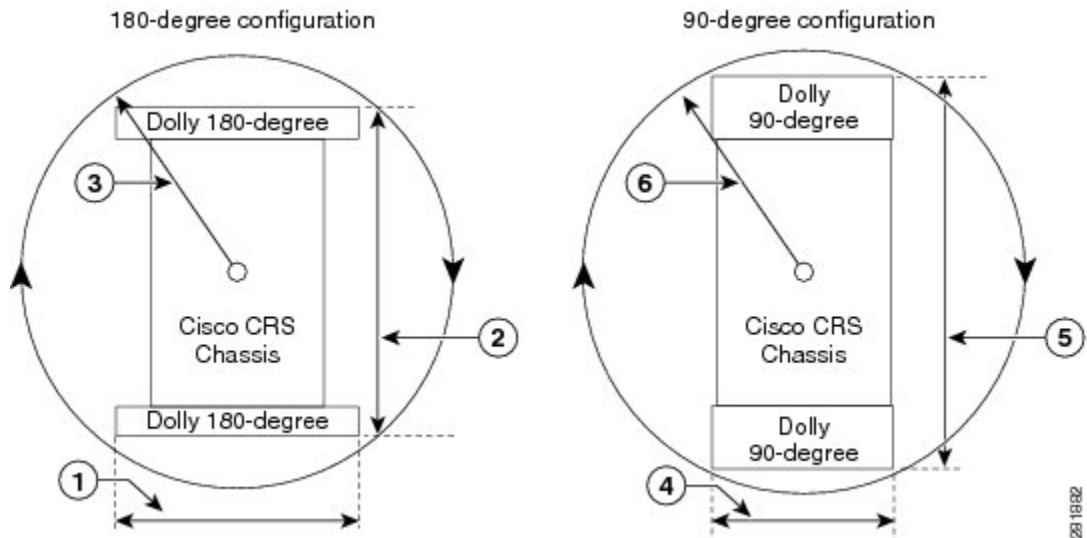 180-degree configuration
90-degree configuration
Dolly 180-degree
3
Cisco CRS
Chassis
2
Dolly 180-degree
1
Dolly
90-degree
6
Cisco CRS
Chassis
5
Dolly
90-degree
4